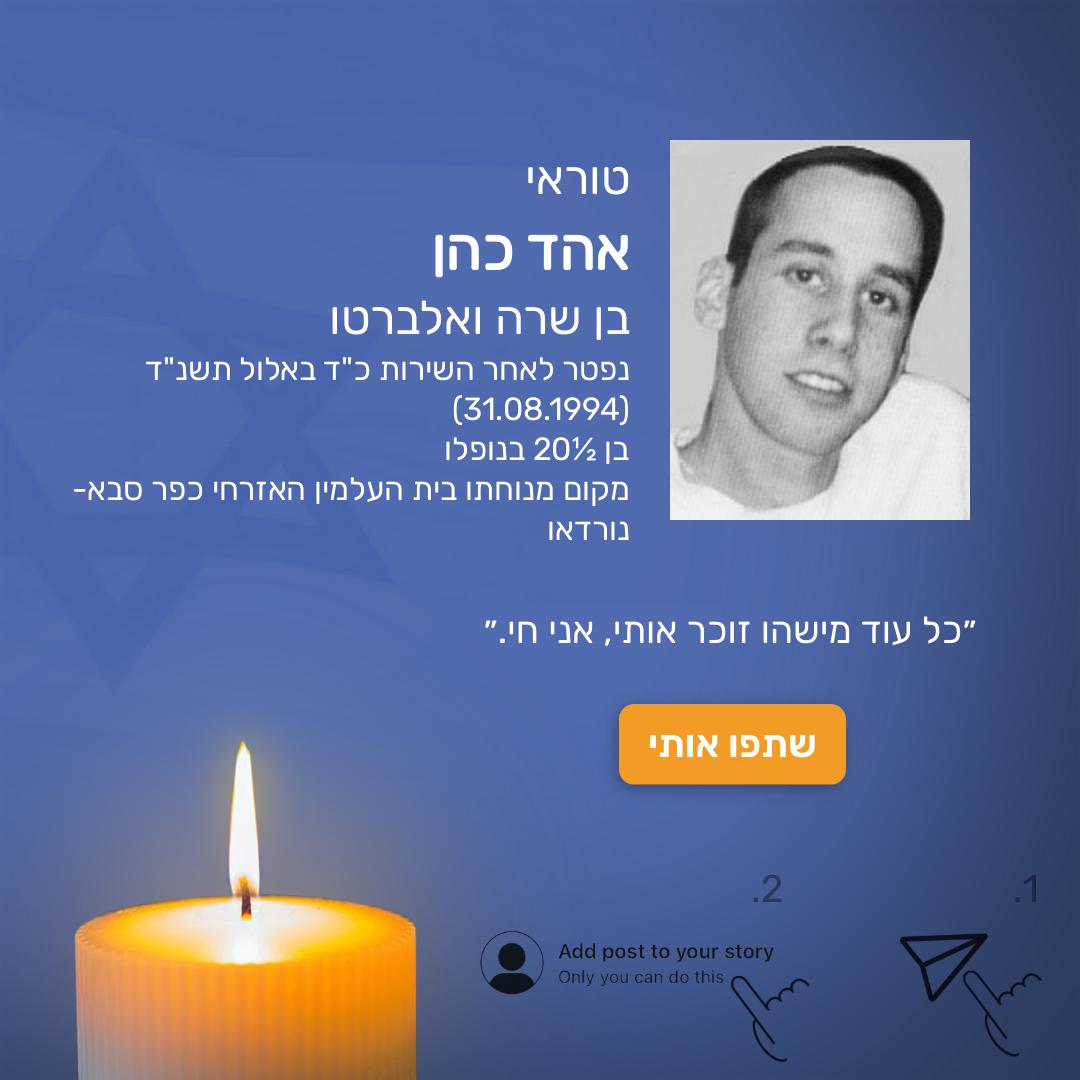 טוראי
אהד כהן
בן שרה ואלברטו
נפטר לאחר השירות כ"ד באלול תשנ"ד
(31.08.1994)
בן 20½ בנופלו
מקום מנוחתו בית העלמין האזרחי כפר סבא-
נורדאו
״כל עוד מישהו זוכר אותי, אני חי.״
שתפו אותי
1.
2.
Add post to your story
Only you can do this